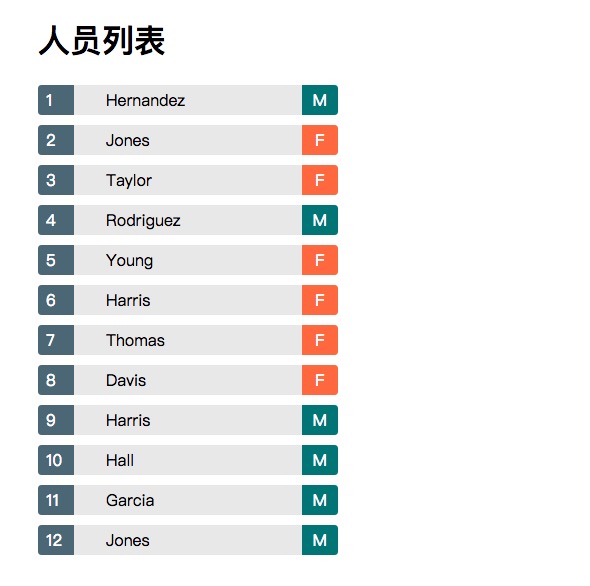 人员列表
1 Hernandez M
2 Jones F
3 Taylor F
4 Rodriguez M
5 Young F
6 Harris F
7 Thomas F
8 Davis F
9 Harris M
10 Hall M
11 Garcia M
12 Jones M